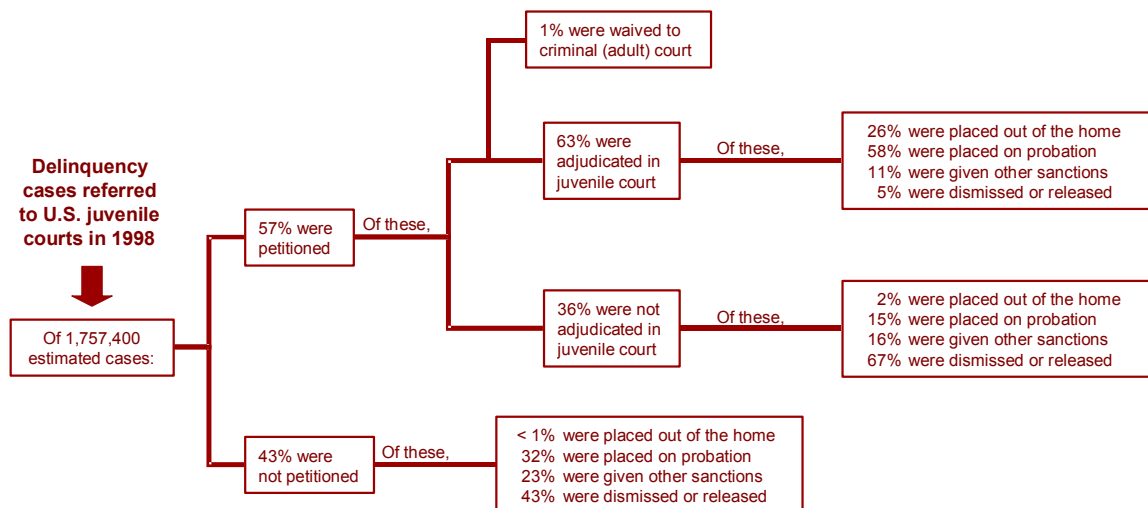 1% were waived to
criminal (adult) court
63% were
adjudicated in
juvenile court
Of these,
26% were placed out of the home
58% were placed on probation
11% were given other sanctions
5% were dismissed or released
Delinquency
cases referred
to U.S. juvenile
courts in 1998
57% were
petitioned
Of these,
36% were not
adjudicated in
juvenile court
Of these,
2% were placed out of the home
15% were placed on probation
16% were given other sanctions
67% were dismissed or released
Of 1,757,400
estimated cases:
43% were
not petitioned
Of these,
< 1% were placed out of the home
32% were placed on probation
23% were given other sanctions
43% were dismissed or released